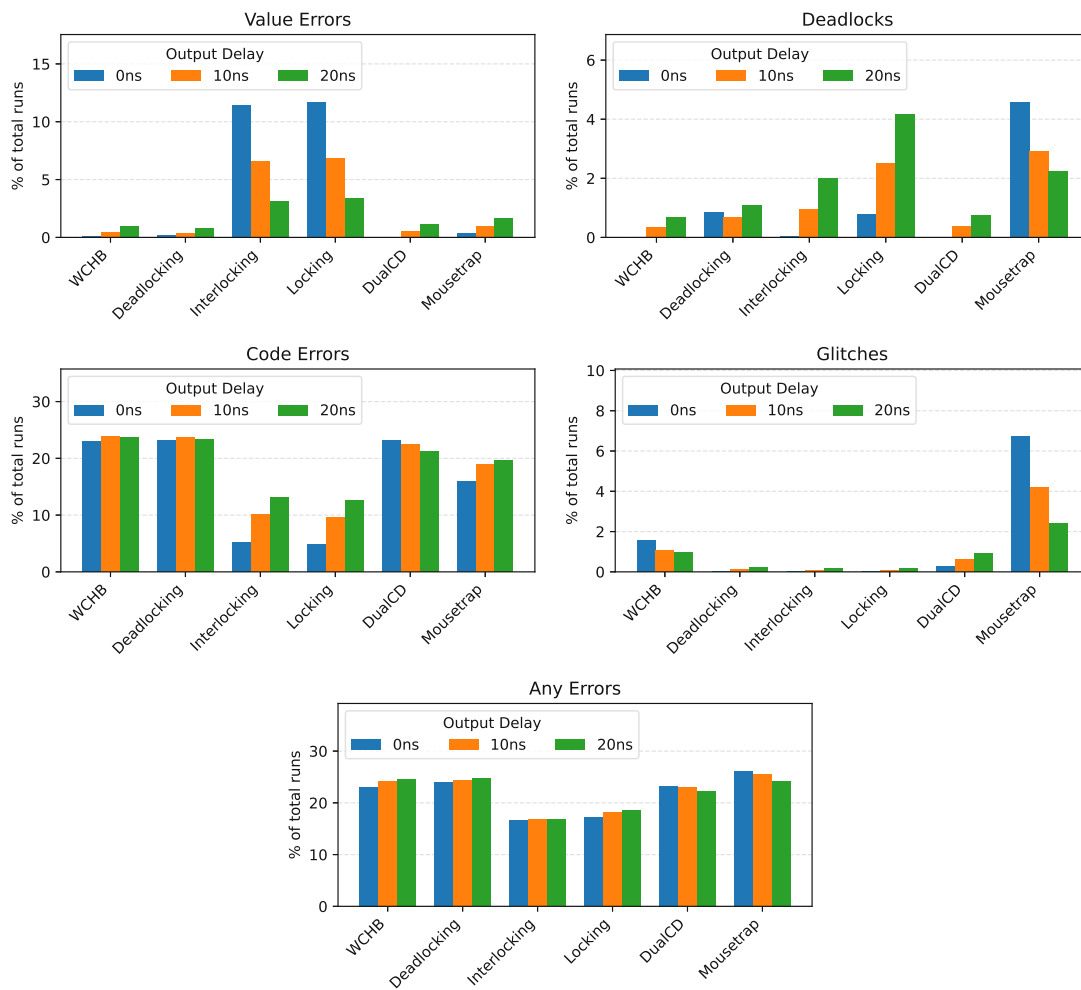 Value Errors
Output Delay
0ns 10ns 20ns
% of total runs
15
10
5
0
WCHB
Deadlocking
Interlocking
Locking
DualCD
Mousetrap
Deadlocks
Output Delay
0ns 10ns 20ns
% of total runs
6
4
2
0
WCHB
Deadlocking
Interlocking
Locking
DualCD
Mousetrap
Code Errors
Output Delay
0ns 10ns 20ns
% of total runs
30
20
10
0
WCHB
Deadlocking
Interlocking
Locking
DualCD
Mousetrap
Glitches
Output Delay
0ns 10ns 20ns
% of total runs
10
8
6
4
2
0
WCHB
Deadlocking
Interlocking
Locking
DualCD
Mousetrap
Any Errors
Output Delay
0ns 10ns 20ns
% of total runs
30
20
10
0
WCHB
Deadlocking
Interlocking
Locking
DualCD
Mousetrap